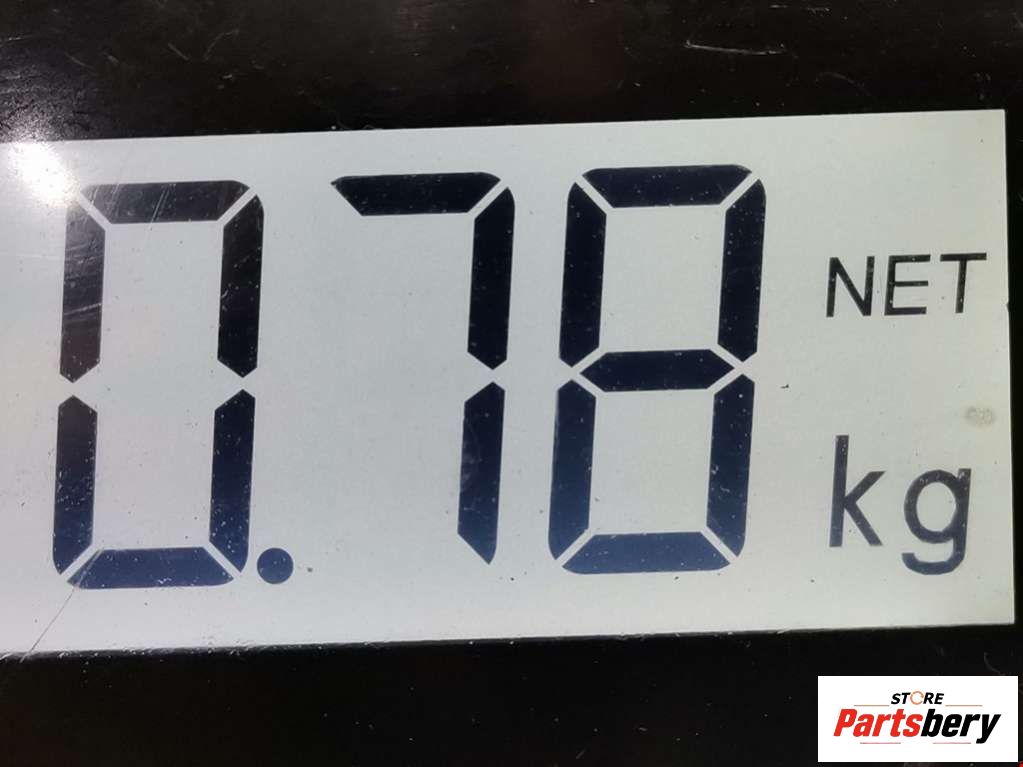 0.78
NET
kg
STORE
Partsbery